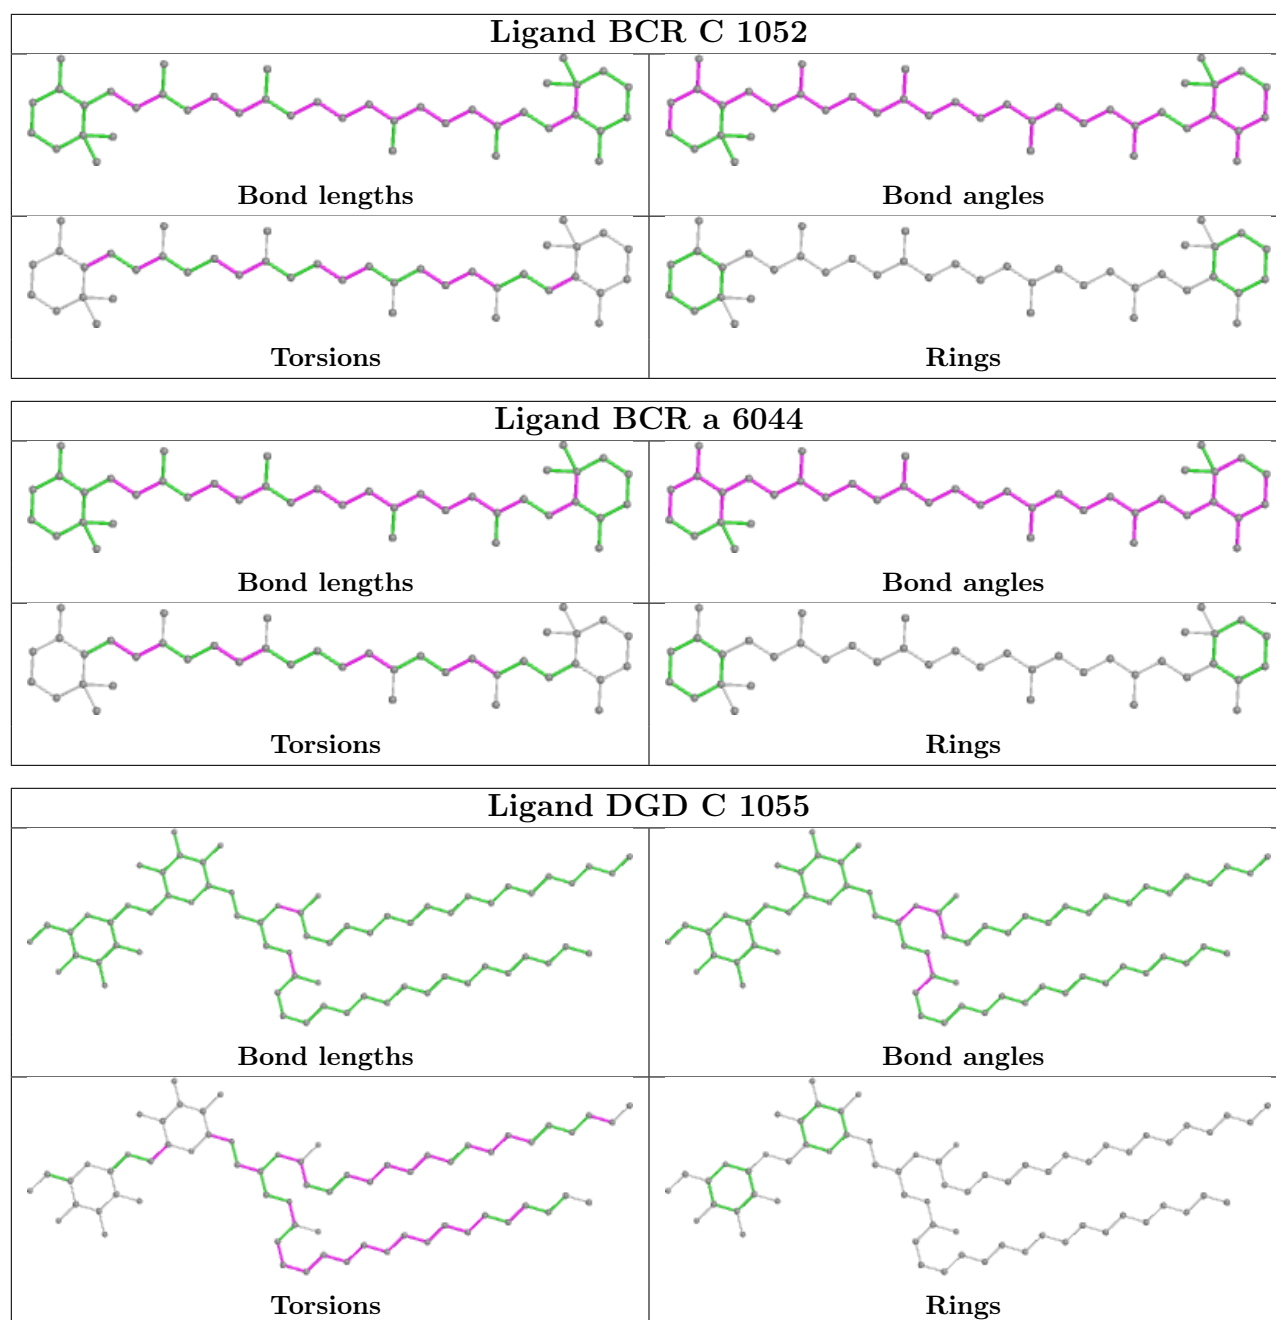 Ligand BCR C 1052
Bond lengths
Bond angles
Torsions
Rings
Ligand BCR a 6044
Bond lengths
Bond angles
Torsions
Rings
Ligand DGD C 1055
Bond lengths
Bond angles
Torsions
Rings